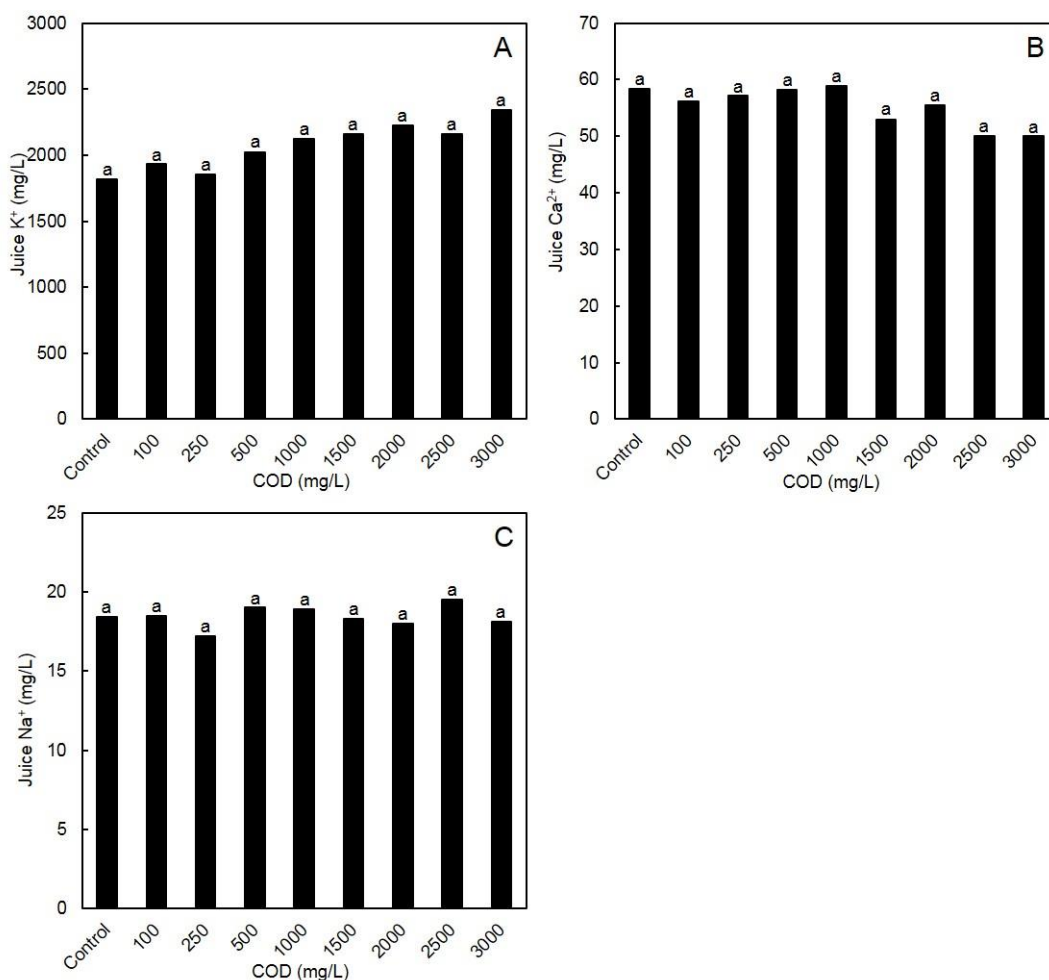 A
Juice K⁺ (mg/L)
3000
2500
2000
1500
1000
500
0
a a a a a a a a a
Control 100 250 500 1000 1500 2000 2500 3000
COD (mg/L)
B
Juice Ca²⁺ (mg/L)
70
60
50
40
30
20
10
0
a a a a a a a a a
Control 100 250 500 1000 1500 2000 2500 3000
COD (mg/L)
C
Juice Na⁺ (mg/L)
25
20
15
10
5
0
a a a a a a a a a
Control 100 250 500 1000 1500 2000 2500 3000
COD (mg/L)